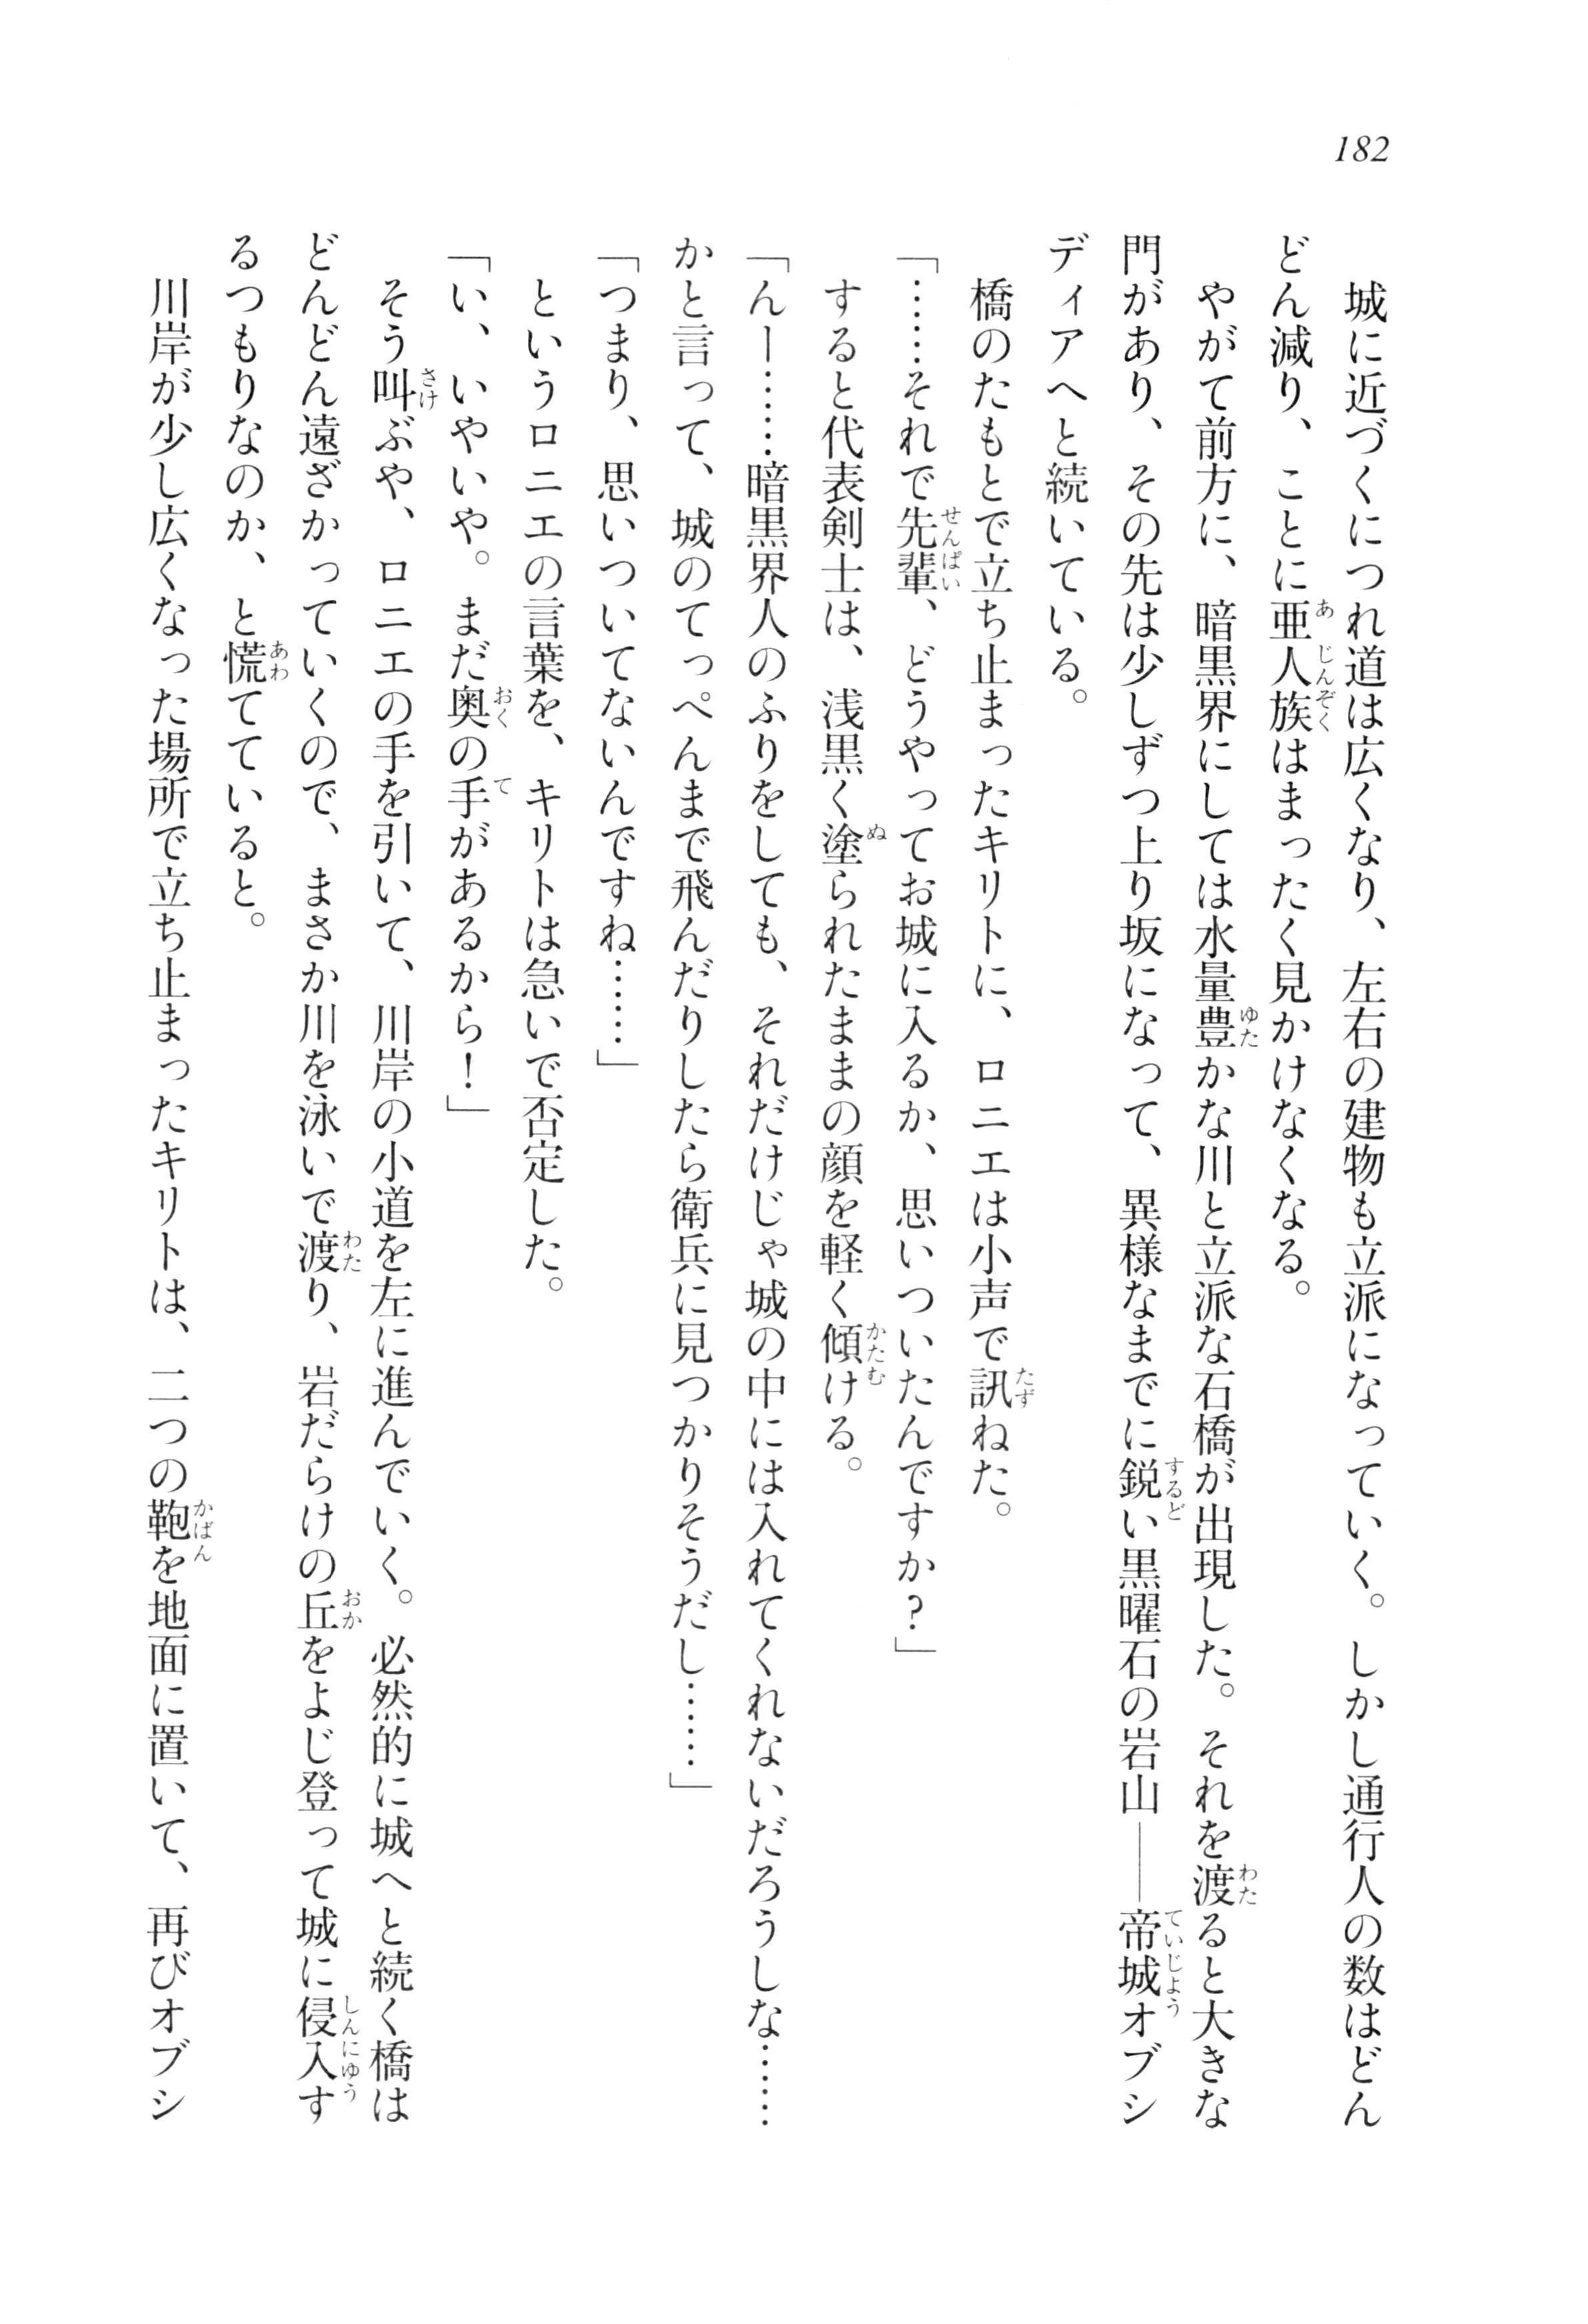 182
　城に近づくにつれ道は広くなり、左右の建物も立派になっていく。しかし通行人の数はどん
どん減り、ことに亜人族はまったく見かけなくなる。
　やがて前方に、暗黒界にしては水量豊かな川と立派な石橋が出現した。それを渡ると大きな
門があり、その先は少しずつ上り坂になって、異様なまでに鋭い黒曜石の岩山――帝城オブシ
ディアへと続いている。
　橋のたもとで立ち止まったキリトに、ロニエは小声で訊ねた。
「……それで先輩、どうやってお城に入るか、思いついたんですか？」
　すると代表剣士は、浅黒く塗られたままの顔を軽く傾ける。
「んー……暗黒界人のふりをしても、それだけじゃ城の中には入れてくれないだろうしな……
かと言って、城のてっぺんまで飛んだりしたら衛兵に見つかりそうだし……」
「つまり、思いついてないんですね……」
　というロニエの言葉を、キリトは急いで否定した。
「い、いやいや。まだ奥の手があるから！」
　そう叫ぶや、ロニエの手を引いて、川岸の小道を左に進んでいく。必然的に城へと続く橋は
どんどん遠ざかっていくので、まさか川を泳いで渡り、岩だらけの丘をよじ登って城に侵入す
るつもりなのか、と慌てていると。
　川岸が少し広くなった場所で立ち止まったキリトは、二つの鞄を地面に置いて、再びオブシ